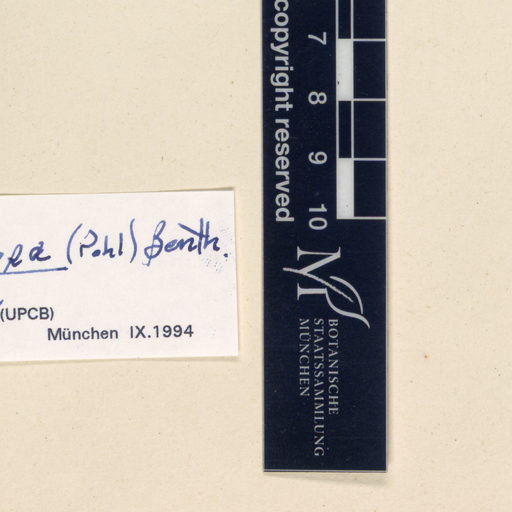 (Pohl) Benth.
(UPCB)
München IX.1994
copyright reserved
7
8
9
10
BOTANISCHE
STAATSSAMMLUNG
MÜNCHEN